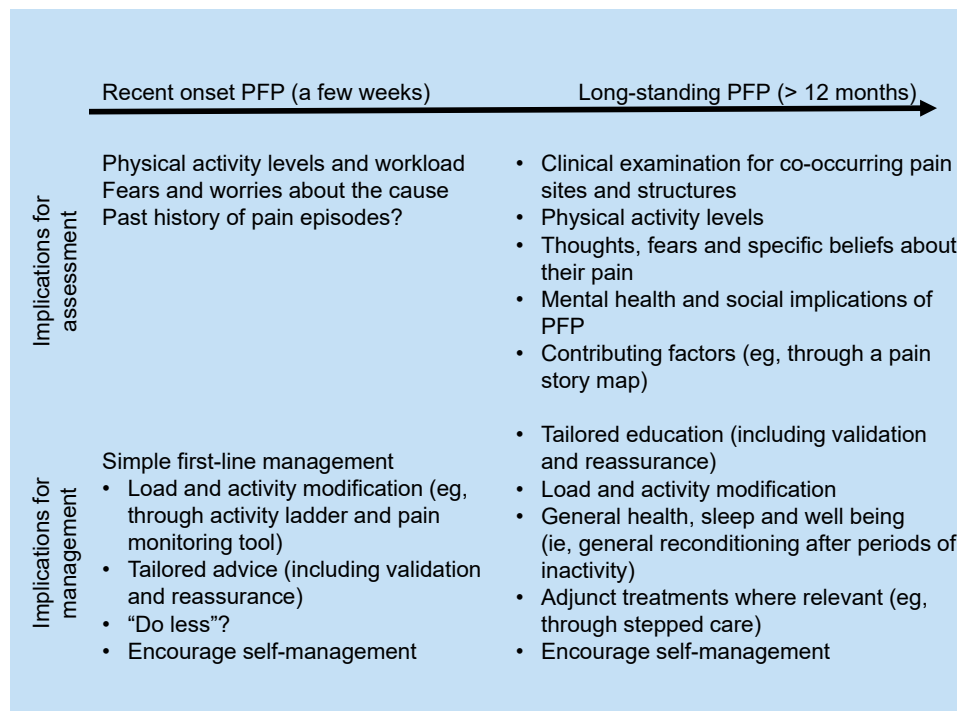 Recent onset PFP (a few weeks)
Long-standing PFP (> 12 months)
Implications for
assessment
Physical activity levels and workload
Fears and worries about the cause
Past history of pain episodes?
• Clinical examination for co-occurring pain
sites and structures
• Physical activity levels
• Thoughts, fears and specific beliefs about
their pain
• Mental health and social implications of
PFP
• Contributing factors (eg, through a pain
story map)
Implications for
management
Simple first-line management
• Load and activity modification (eg,
through activity ladder and pain
monitoring tool)
• Tailored advice (including validation
and reassurance)
• “Do less”?
• Encourage self-management
• Tailored education (including validation
and reassurance)
• Load and activity modification
• General health, sleep and well being
(ie, general reconditioning after periods of
inactivity)
• Adjunct treatments where relevant (eg,
through stepped care)
• Encourage self-management